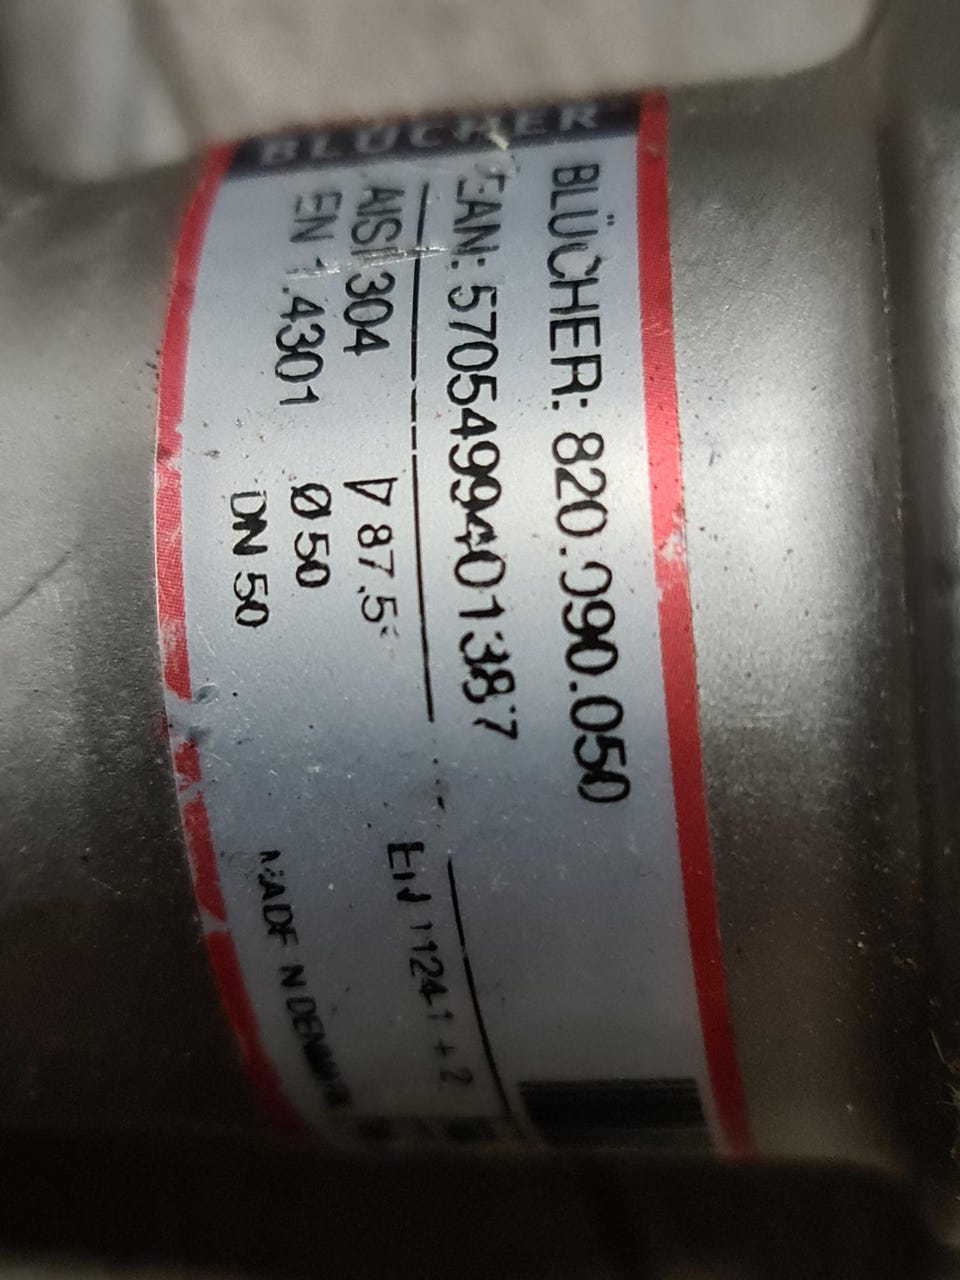 BLÜCHER
BLÜCHER: 820.090.050
EAN: 5705499401387
AISI 304
EN 1.4301
∇ 87,5°
Ø 50
DN 50
EN 1124-1 + 2
MADE IN DENMARK